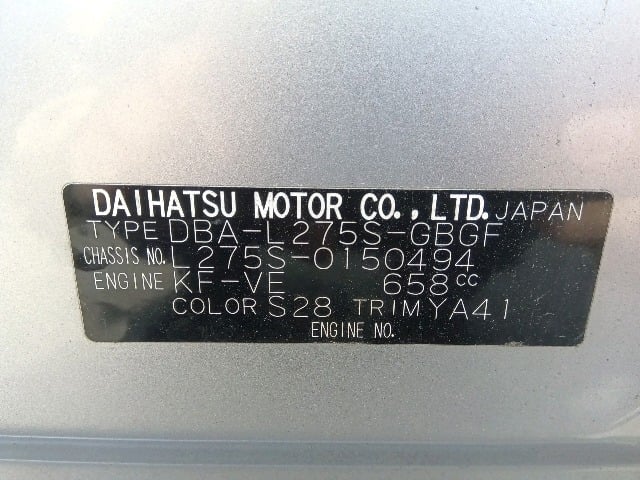 DAIHATSU MOTOR CO., LTD. JAPAN
TYPE DBA-L275S-GBGF
CHASSIS NO. L275S-0150494
ENGINE KF-VE 658cc
COLOR S28 TRIM YA41
ENGINE NO.